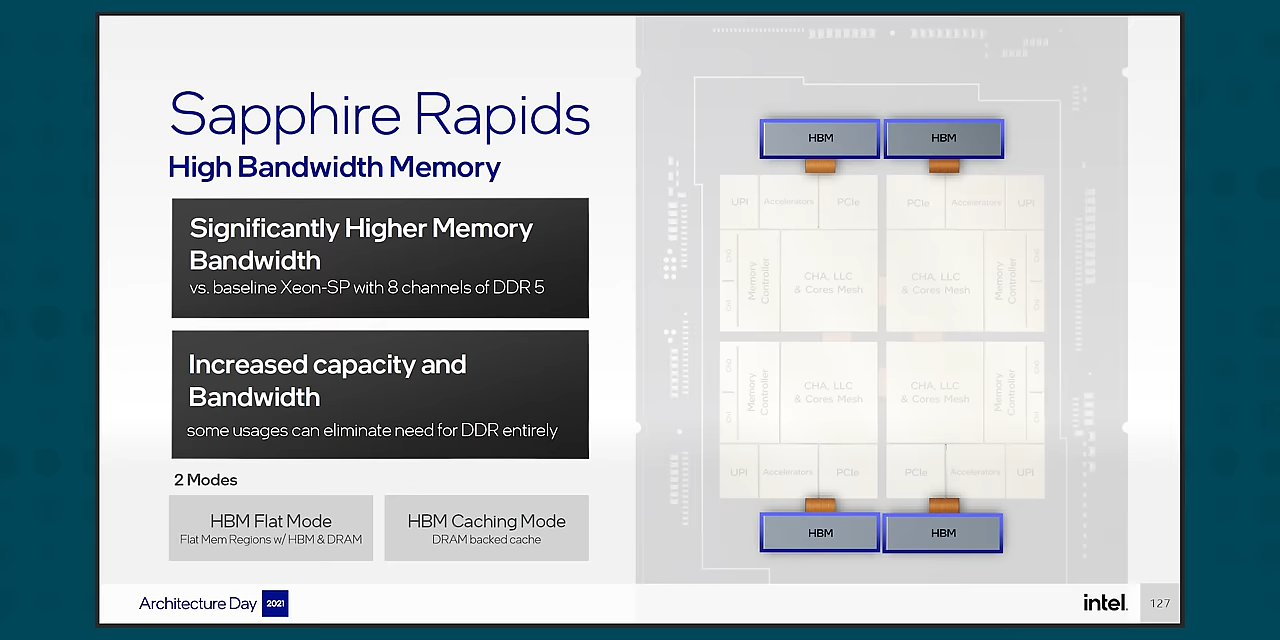 Sapphire Rapids
High Bandwidth Memory
Significantly Higher Memory
Bandwidth
vs. baseline Xeon-SP with 8 channels of DDR 5
Increased capacity and
Bandwidth
some usages can eliminate need for DDR entirely
2 Modes
HBM Flat Mode
Flat Mem Regions w/ HBM & DRAM
HBM Caching Mode
DRAM backed cache
HBM
HBM
UPI
Accelerators
PCIe
PCIe
Accelerators
UPI
Memory
Controller
CHA, LLC
& Cores Mesh
CHA, LLC
& Cores Mesh
Memory
Controller
Memory
Controller
CHA, LLC
& Cores Mesh
CHA, LLC
& Cores Mesh
Memory
Controller
UPI
Accelerators
PCIe
PCIe
Accelerators
UPI
HBM
HBM
Architecture Day 2021
intel.
127